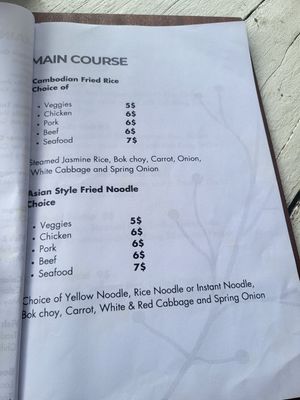 MAIN COURSE
Cambodian Fried Rice
Choice of
• Veggies 5$
• Chicken 6$
• Pork 6$
• Beef 6$
• Seafood 7$
Steamed Jasmine Rice, Bok choy, Carrot, Onion,
White Cabbage and Spring Onion
Asian Style Fried Noodle
Choice
• Veggies 5$
• Chicken 6$
• Pork 6$
• Beef 6$
• Seafood 7$
Choice of Yellow Noodle, Rice Noodle or Instant Noodle,
Bok choy, Carrot, White & Red Cabbage and Spring Onion